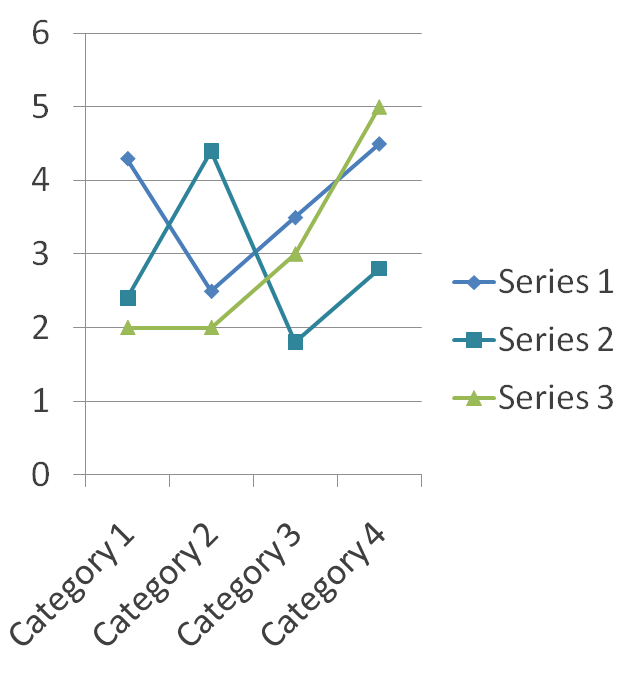 6
5
4
3
2
1
0
Category 1
Category 2
Category 3
Category 4
Series 1
Series 2
Series 3